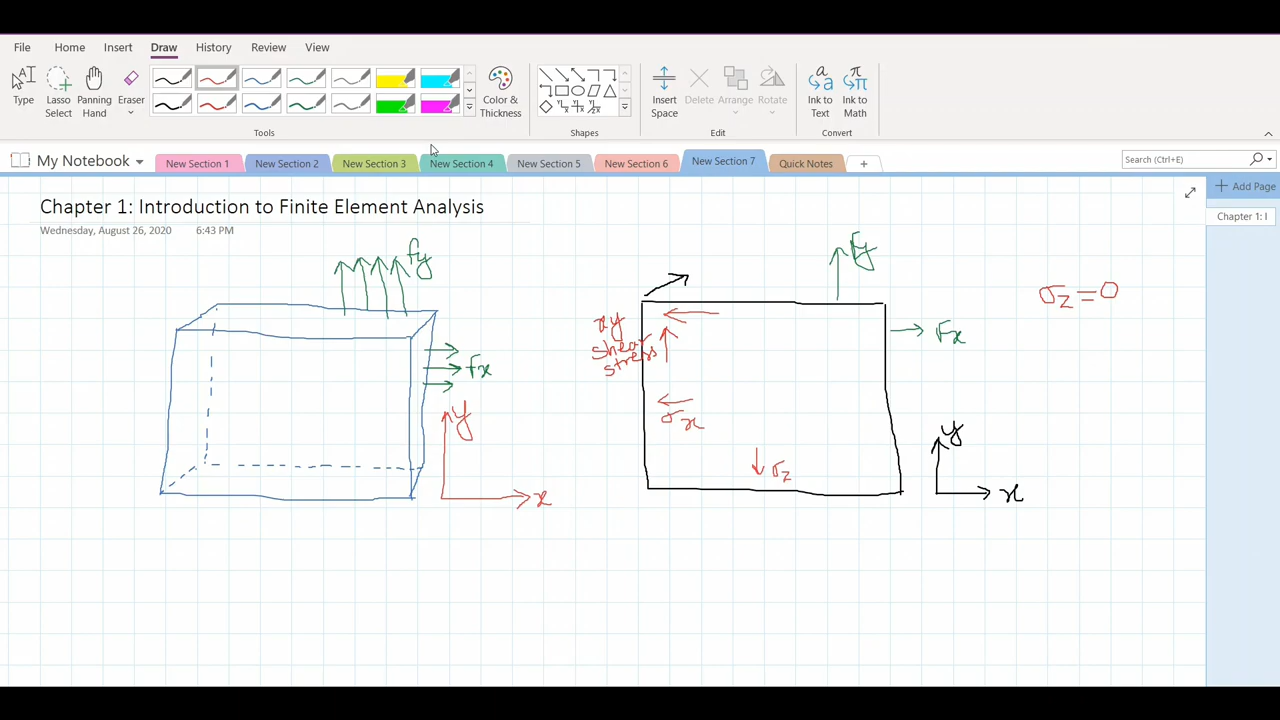 File Home Insert Draw History Review View
Type
Lasso Select
Panning Hand
Eraser
Color & Thickness
Insert Space
Delete
Arrange
Rotate
Ink to Text
Ink to Math
Tools
Shapes
Edit
Convert
My Notebook
New Section 1
New Section 2
New Section 3
New Section 4
New Section 5
New Section 6
New Section 7
Quick Notes
Search (Ctrl+E)
Add Page
Chapter 1: I
Chapter 1: Introduction to Finite Element Analysis
Wednesday, August 26, 2020 6:43 PM
Fy
Fx
y
x
Fy
σz=0
xy
shear
stress
Fx
σx
σz
y
x